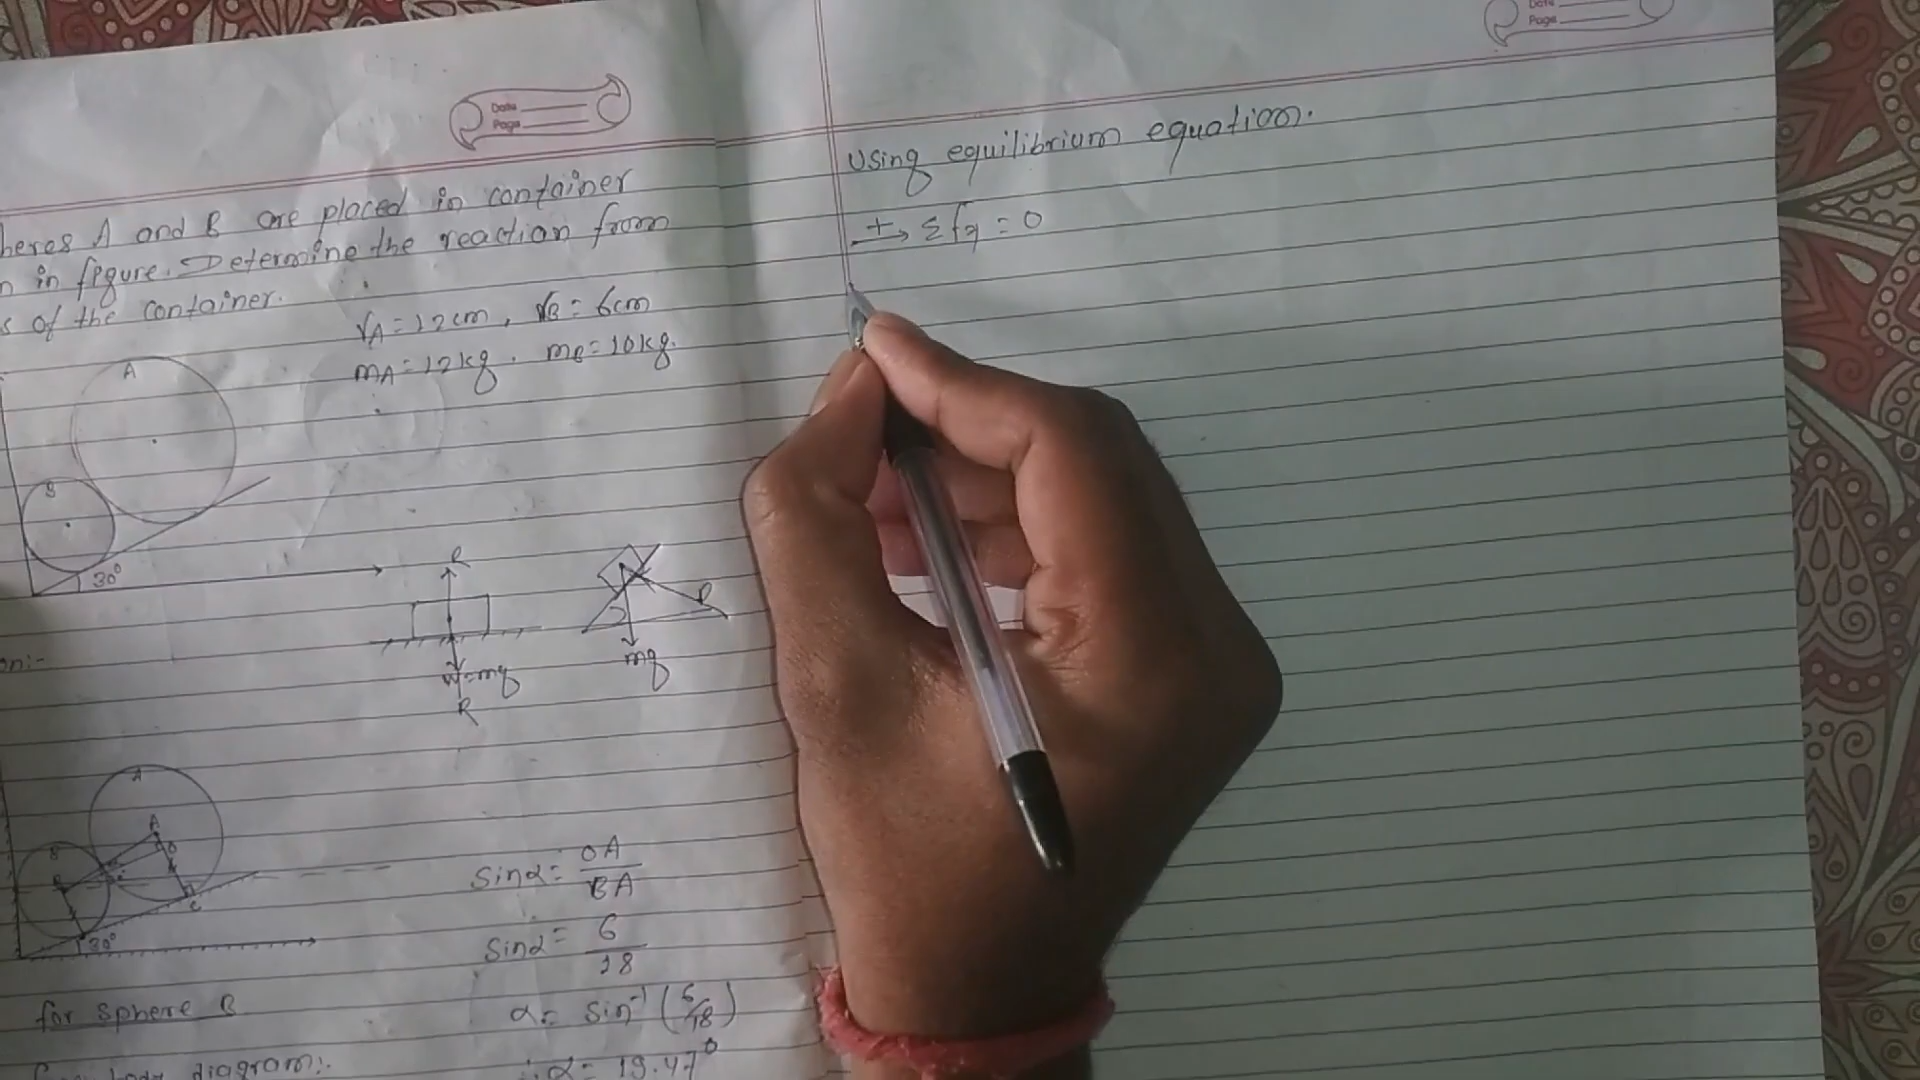 Date
Page
heres A and B are placed in container
n in figure. Determine the reaction from
s of the container.
rA = 12cm, rB = 6cm
mA = 12kg. mB = 10kg.
A
B
30°
R
W=mg
R
R
mg
on:-
A
A
O
B
B
C
30°
Sinα = OA / BA
Sinα = 6 / 18
α = sin⁻¹ (6/18)
∴ α = 19.47°
for sphere B
body diagram:
Date
Page
Using equilibrium equation.
+→ Σfx = 0